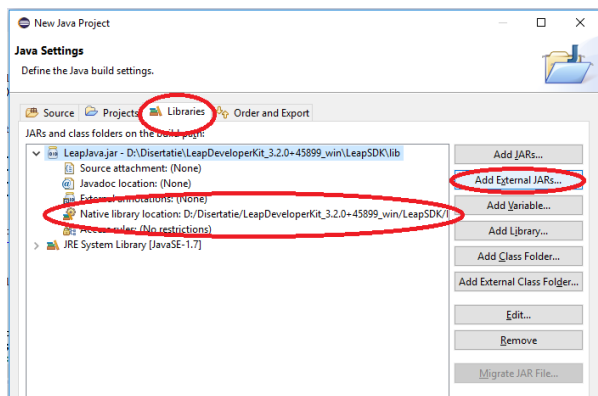 New Java Project
Java Settings
Define the Java build settings.
Source Projects Libraries Order and Export
JARs and class folders on the build path:
LeapJava.jar - D:\Disertatie\LeapDeveloperKit_3.2.0+45899_win\LeapSDK\lib
Source attachment: (None)
Javadoc location: (None)
External annotations: (None)
Native library location: D:/Disertatie/LeapDeveloperKit_3.2.0+45899_win/LeapSDK/l
Access rules: (No restrictions)
JRE System Library [JavaSE-1.7]
Add JARs...
Add External JARs...
Add Variable...
Add Library...
Add Class Folder...
Add External Class Folder...
Edit...
Remove
Migrate JAR File...